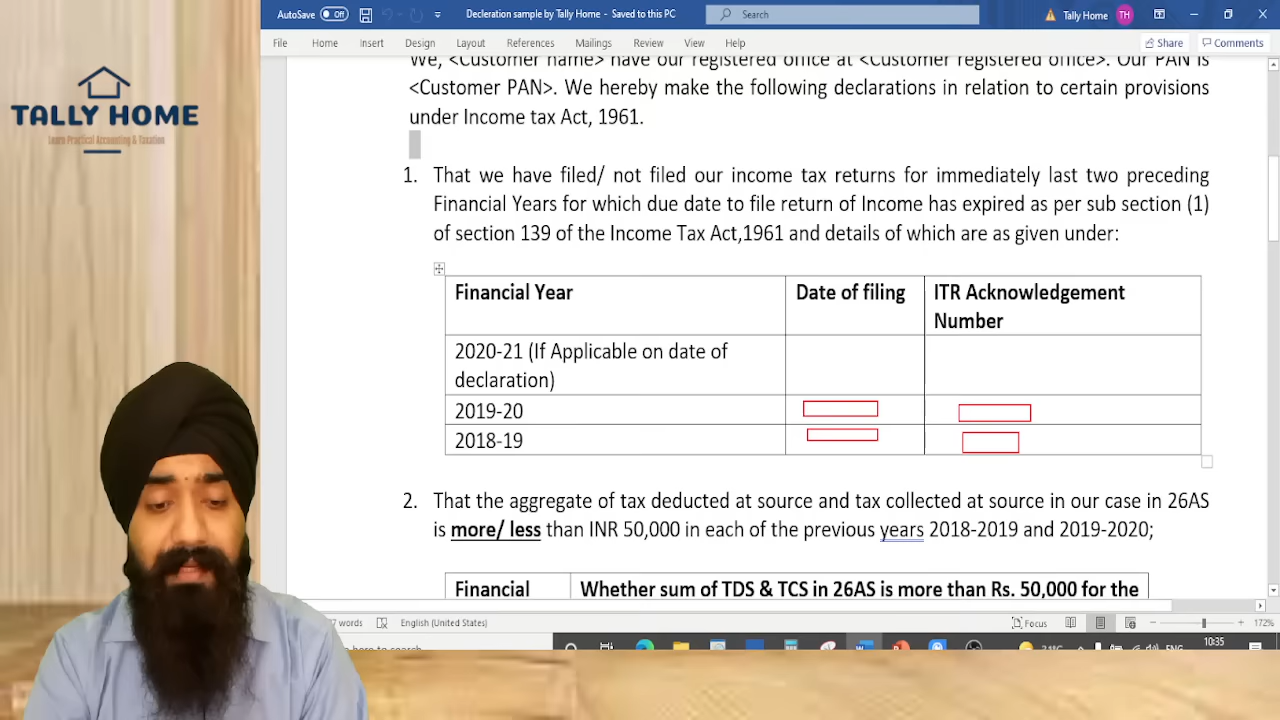 AutoSave Off Decleration sample by Tally Home - Saved to this PC Search Tally Home TH
File Home Insert Design Layout References Mailings Review View Help Share Comments
TALLY HOME
Learn Practical Accounting & Taxation
We, <Customer name> have our registered office at <Customer registered office>. Our PAN is
<Customer PAN>. We hereby make the following declarations in relation to certain provisions
under Income tax Act, 1961.
1. That we have filed/ not filed our income tax returns for immediately last two preceding
Financial Years for which due date to file return of Income has expired as per sub section (1)
of section 139 of the Income Tax Act,1961 and details of which are as given under:
Financial Year Date of filing ITR Acknowledgement
Number
2020-21 (If Applicable on date of
declaration)
2019-20
2018-19
2. That the aggregate of tax deducted at source and tax collected at source in our case in 26AS
is more/ less than INR 50,000 in each of the previous years 2018-2019 and 2019-2020;
Financial Whether sum of TDS & TCS in 26AS is more than Rs. 50,000 for the
words English (United States) Focus 172%
here to search ENG 10:35